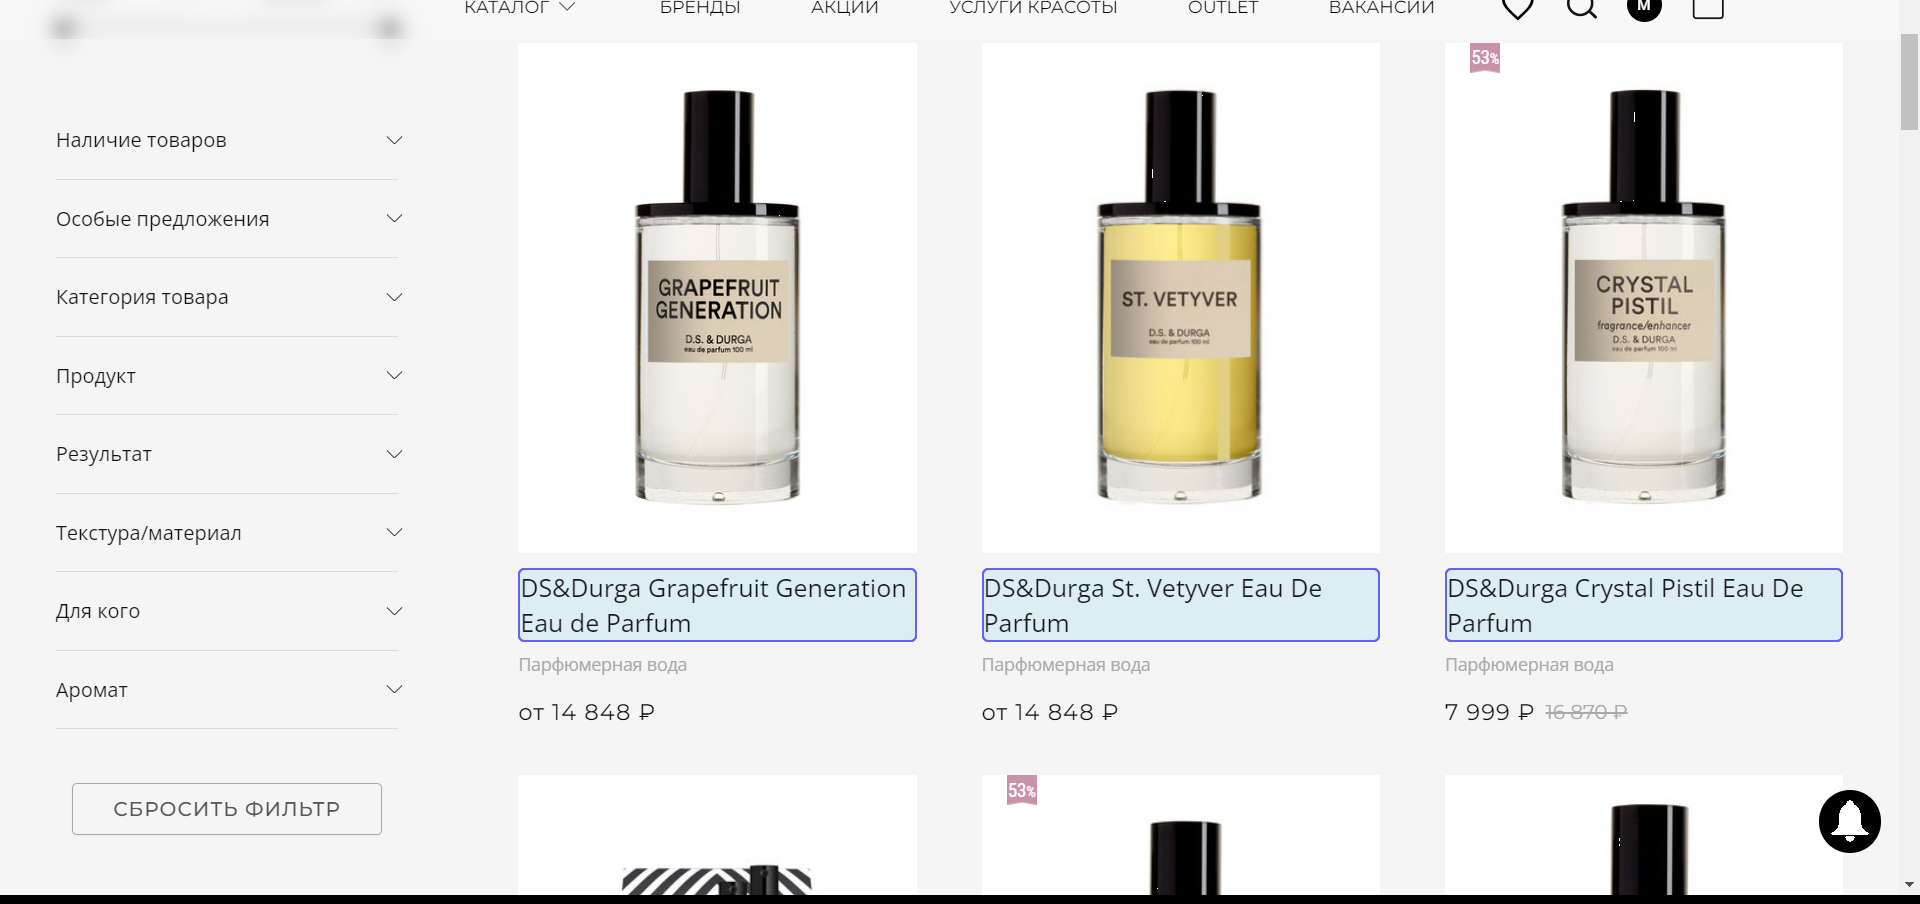 КАТАЛОГ
БРЕНДЫ
АКЦИИ
УСЛУГИ КРАСОТЫ
OUTLET
ВАКАНСИИ
M
Наличие товаров
Особые предложения
Категория товара
Продукт
Результат
Текстура/материал
Для кого
Аромат
СБРОСИТЬ ФИЛЬТР
GRAPEFRUIT
GENERATION
D.S. & DURGA
eau de parfum 100 ml
DS&Durga Grapefruit Generation
Eau de Parfum
Парфюмерная вода
от 14 848 ₽
ST. VETYVER
D.S. & DURGA
eau de parfum 100 ml
DS&Durga St. Vetyver Eau De
Parfum
Парфюмерная вода
от 14 848 ₽
53%
CRYSTAL
PISTIL
fragrance/enhancer
D.S. & DURGA
eau de parfum 100 ml
DS&Durga Crystal Pistil Eau De
Parfum
Парфюмерная вода
7 999 ₽ 16 870 ₽
53%